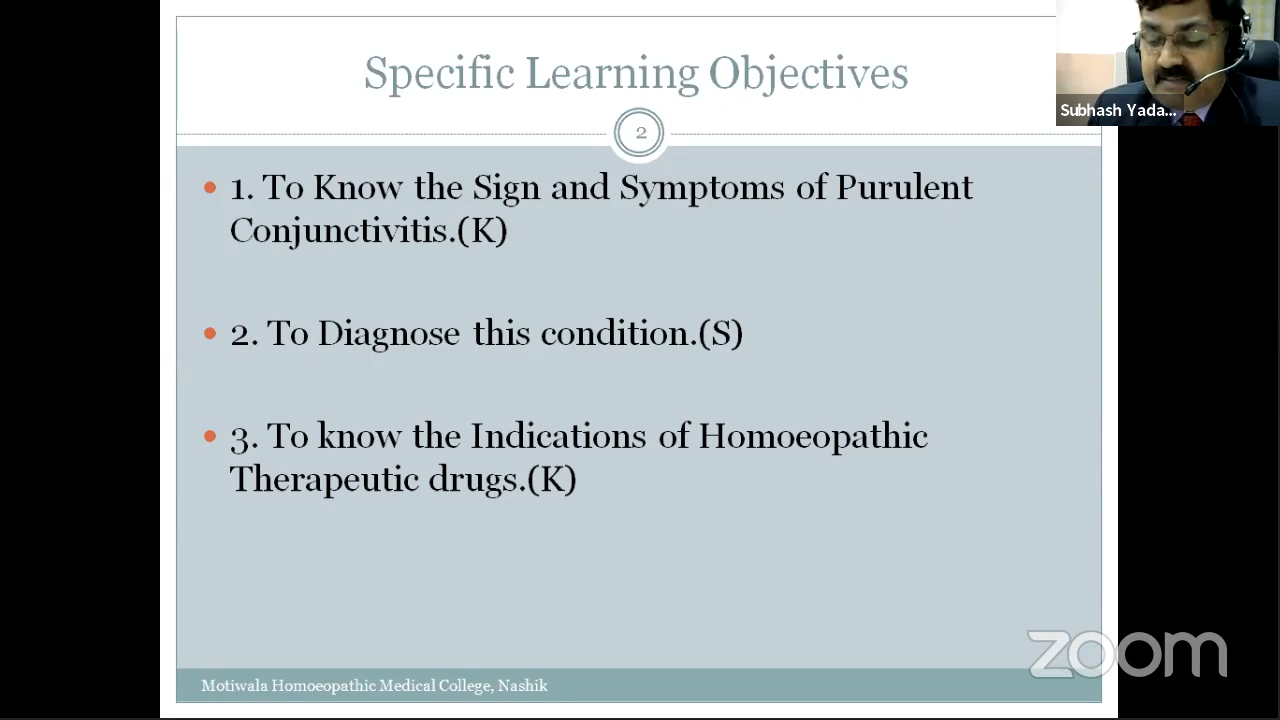 Specific Learning Objectives
Subhash Yada...
2
• 1. To Know the Sign and Symptoms of Purulent
Conjunctivitis.(K)
• 2. To Diagnose this condition.(S)
• 3. To know the Indications of Homoeopathic
Therapeutic drugs.(K)
zoom
Motiwala Homoeopathic Medical College, Nashik